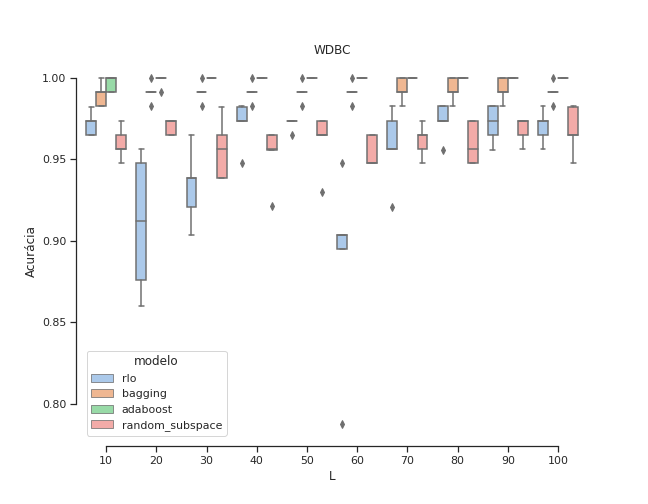 WDBC
1.00
0.95
0.90
0.85
0.80
Acurácia
modelo
rlo
bagging
adaboost
random_subspace
10 20 30 40 50 60 70 80 90 100
L